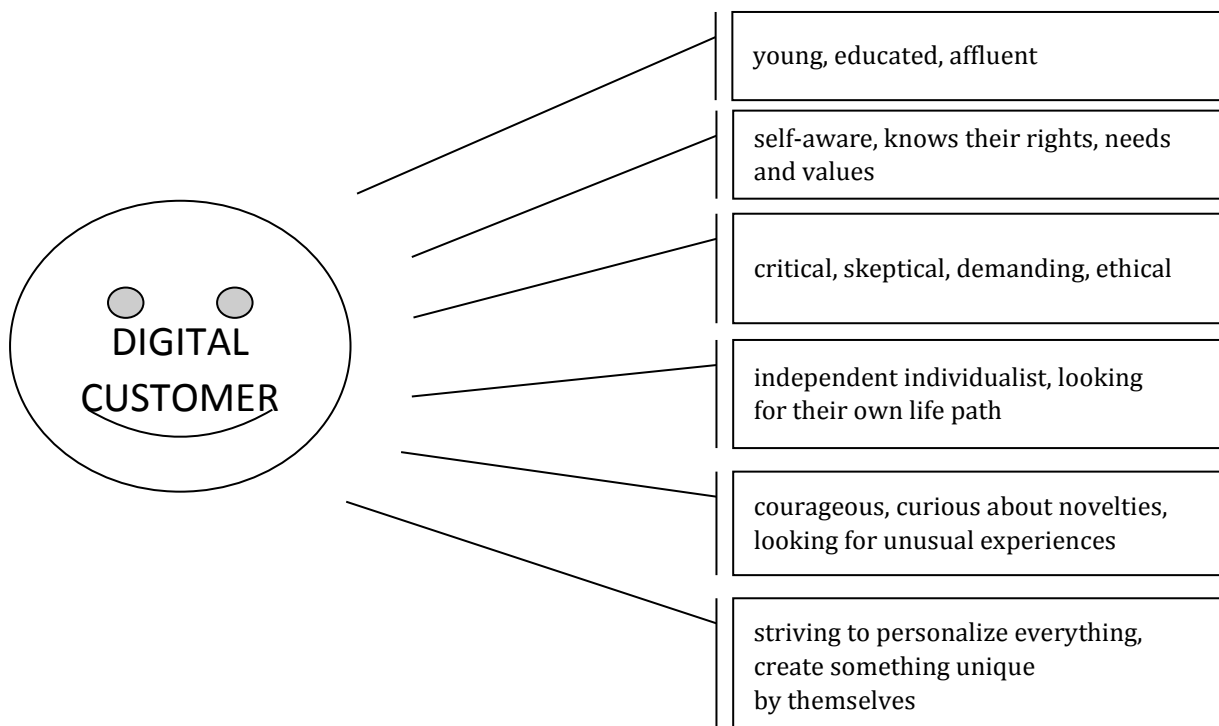 DIGITAL
CUSTOMER
young, educated, affluent
self-aware, knows their rights, needs
and values
critical, skeptical, demanding, ethical
independent individualist, looking
for their own life path
courageous, curious about novelties,
looking for unusual experiences
striving to personalize everything,
create something unique
by themselves